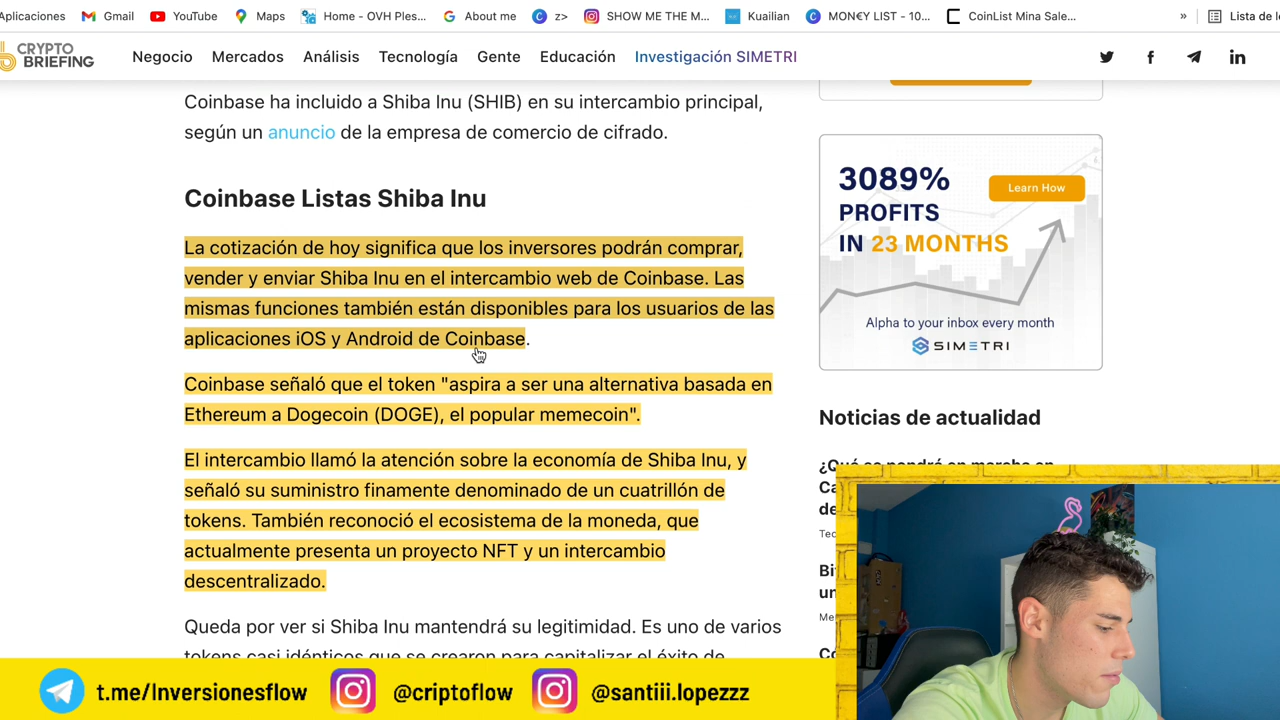 Aplicaciones Gmail YouTube Maps Home - OVH Ples... About me z> SHOW ME THE M... Kuailian MON€Y LIST - 10... CoinList Mina Sale... » Lista de
CRYPTO
BRIEFING
Negocio Mercados Análisis Tecnología Gente Educación Investigación SIMETRI
Coinbase ha incluido a Shiba Inu (SHIB) en su intercambio principal,
según un anuncio de la empresa de comercio de cifrado.
Coinbase Listas Shiba Inu
La cotización de hoy significa que los inversores podrán comprar,
vender y enviar Shiba Inu en el intercambio web de Coinbase. Las
mismas funciones también están disponibles para los usuarios de las
aplicaciones iOS y Android de Coinbase.
Coinbase señaló que el token "aspira a ser una alternativa basada en
Ethereum a Dogecoin (DOGE), el popular memecoin".
El intercambio llamó la atención sobre la economía de Shiba Inu, y
señaló su suministro finamente denominado de un cuatrillón de
tokens. También reconoció el ecosistema de la moneda, que
actualmente presenta un proyecto NFT y un intercambio
descentralizado.
Queda por ver si Shiba Inu mantendrá su legitimidad. Es uno de varios
tokens casi idénticos que se crearon para capitalizar el éxito de
3089%
PROFITS
IN 23 MONTHS
Learn How
Alpha to your inbox every month
SIMETRI
Noticias de actualidad
¿Qué se pondrá en marcha en
Ca
de
Tec
Bi
un
Me
Co
t.me/Inversionesflow @criptoflow @santiii.lopezzz